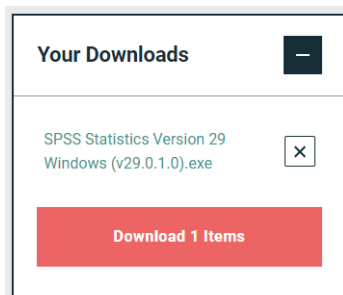 Your Downloads
SPSS Statistics Version 29
Windows (v29.0.1.0).exe
Download 1 Items